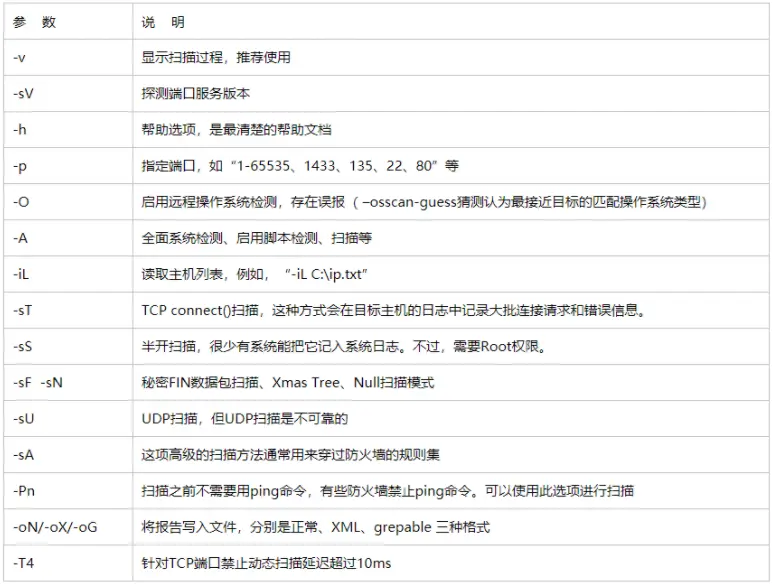 参 数 说 明
-v 显示扫描过程，推荐使用
-sV 探测端口服务版本
-h 帮助选项，是最清楚的帮助文档
-p 指定端口，如“1-65535、1433、135、22、80”等
-O 启用远程操作系统检测，存在误报（ –osscan-guess猜测认为最接近目标的匹配操作系统类型）
-A 全面系统检测、启用脚本检测、扫描等
-iL 读取主机列表，例如，“-iL C:\ip.txt”
-sT TCP connect()扫描，这种方式会在目标主机的日志中记录大批连接请求和错误信息。
-sS 半开扫描，很少有系统能把它记入系统日志。不过，需要Root权限。
-sF -sN 秘密FIN数据包扫描、Xmas Tree、Null扫描模式
-sU UDP扫描，但UDP扫描是不可靠的
-sA 这项高级的扫描方法通常用来穿过防火墙的规则集
-Pn 扫描之前不需要用ping命令，有些防火墙禁止ping命令。可以使用此选项进行扫描
-oN/-oX/-oG 将报告写入文件，分别是正常、XML、grepable 三种格式
-T4 针对TCP端口禁止动态扫描延迟超过10ms